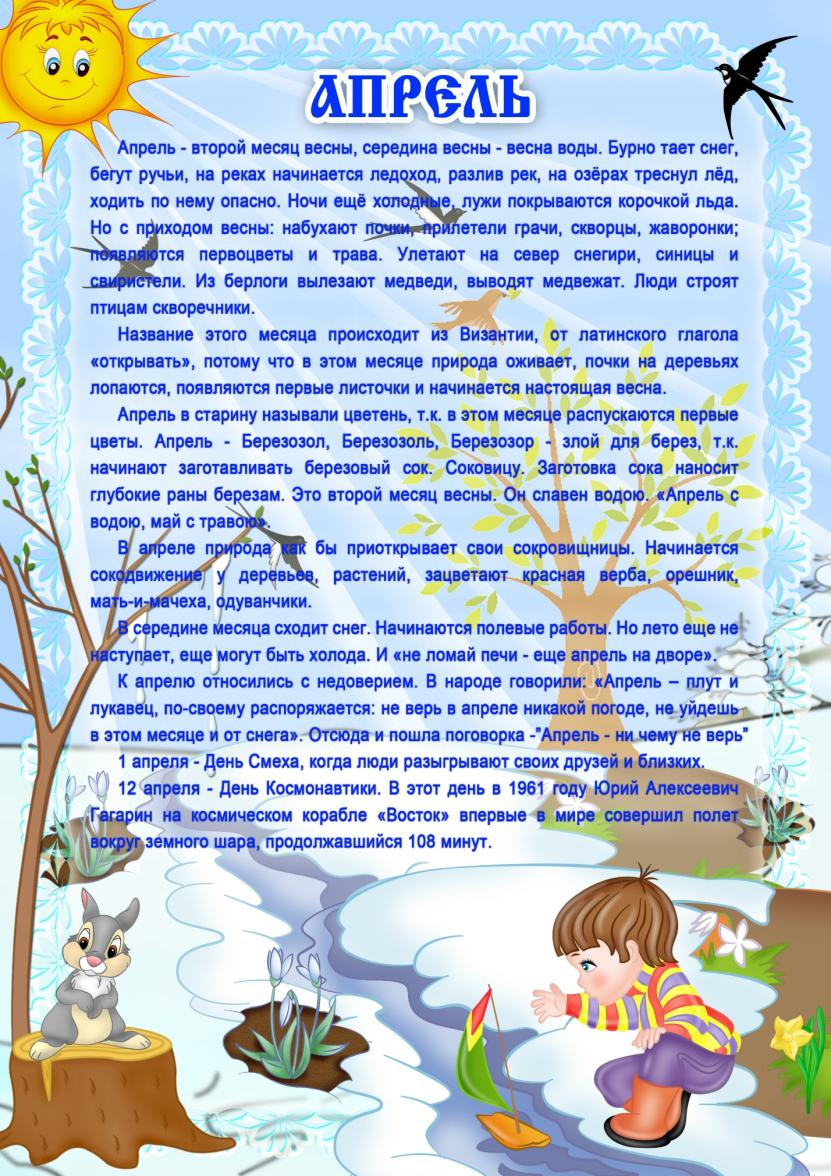 АПРЕЛЬ
Апрель - второй месяц весны, середина весны - весна воды. Бурно тает снег,
бегут ручьи, на реках начинается ледоход, разлив рек, на озёрах треснул лёд,
ходить по нему опасно. Ночи ещё холодные, лужи покрываются корочкой льда.
Но с приходом весны: набухают почки, прилетели грачи, скворцы, жаворонки;
появляются первоцветы и трава. Улетают на север снегири, синицы и
свиристели. Из берлоги вылезают медведи, выводят медвежат. Люди строят
птицам скворечники.
Название этого месяца происходит из Византии, от латинского глагола
«открывать», потому что в этом месяце природа оживает, почки на деревьях
лопаются, появляются первые листочки и начинается настоящая весна.
Апрель в старину называли цветень, т.к. в этом месяце распускаются первые
цветы. Апрель - Березозол, Березозоль, Березозор - злой для берез, т.к.
начинают заготавливать березовый сок. Соковицу. Заготовка сока наносит
глубокие раны березам. Это второй месяц весны. Он славен водою. «Апрель с
водою, май с травою».
В апреле природа как бы приоткрывает свои сокровищницы. Начинается
сокодвижение у деревьев, растений, зацветают красная верба, орешник,
мать-и-мачеха, одуванчики.
В середине месяца сходит снег. Начинаются полевые работы. Но лето еще не
наступает, еще могут быть холода. И «не ломай печи - еще апрель на дворе».
К апрелю относились с недоверием. В народе говорили: «Апрель – плут и
лукавец, по-своему распоряжается: не верь в апреле никакой погоде, не уйдешь
в этом месяце и от снега». Отсюда и пошла поговорка -"Апрель - ни чему не верь"
1 апреля - День Смеха, когда люди разыгрывают своих друзей и близких.
12 апреля - День Космонавтики. В этот день в 1961 году Юрий Алексеевич
Гагарин на космическом корабле «Восток» впервые в мире совершил полет
вокруг земного шара, продолжавшийся 108 минут.